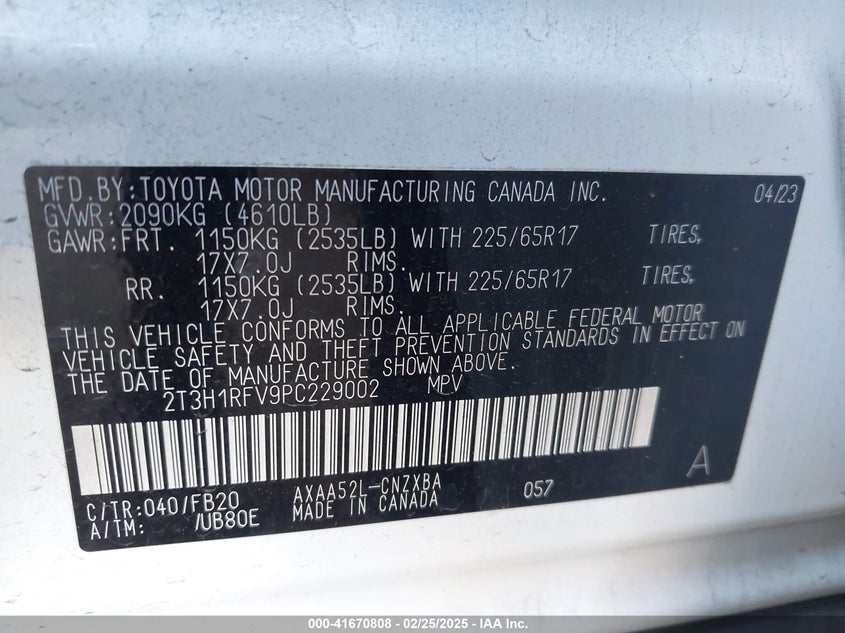 MFD.BY:TOYOTA MOTOR MANUFACTURING CANADA INC. 04/23
GVWR:2090KG (4610LB)
GAWR:FRT. 1150KG (2535LB) WITH 225/65R17 TIRES,
17X7.0J RIMS.
RR. 1150KG (2535LB) WITH 225/65R17 TIRES,
17X7.0J RIMS.
THIS VEHICLE CONFORMS TO ALL APPLICABLE FEDERAL MOTOR
VEHICLE SAFETY AND THEFT PREVENTION STANDARDS IN EFFECT ON
THE DATE OF MANUFACTURE SHOWN ABOVE.
2T3H1RFV9PC229002 MPV
A
C/TR:040/FB20 AXAA52L-CNZXBA 057
A/TM: /UB80E MADE IN CANADA
000-41670808 - 02/25/2025 - IAA Inc.